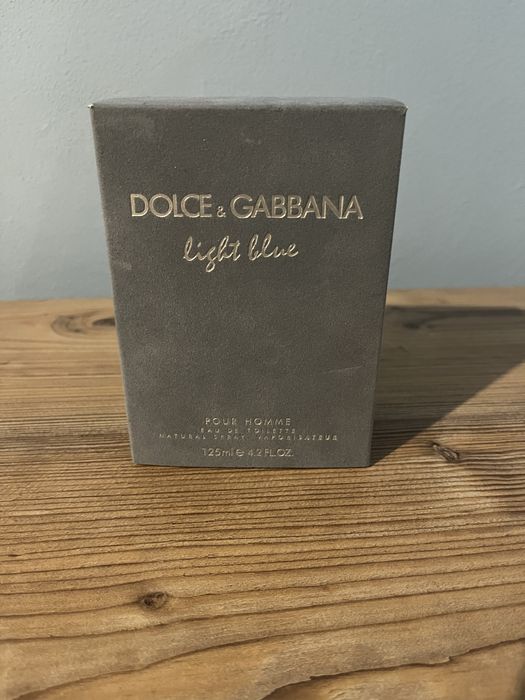 DOLCE & GABBANA
light blue
POUR HOMME
EAU DE TOILETTE
NATURAL SPRAY VAPORISATEUR
125ml e 4.2 FL.OZ.